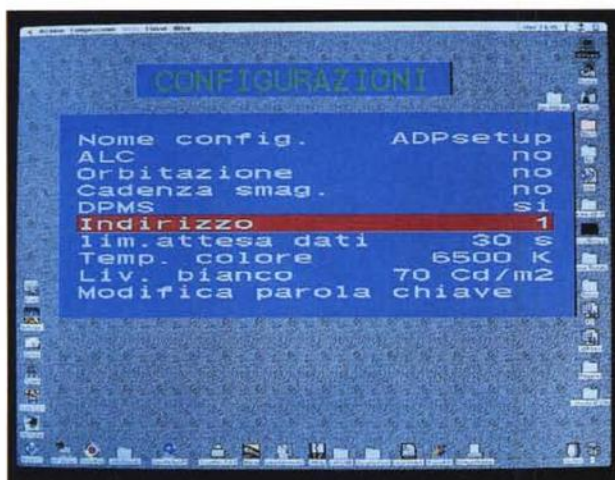 CONFIGURAZIONI
Nome config. ADPsetup
ALC no
Orbitazione no
Cadenza smag. no
DPMS si
Indirizzo 1
lim.attesa dati 30 s
Temp. colore 6500 K
Liv. bianco 70 Cd/m2
Modifica parola chiave